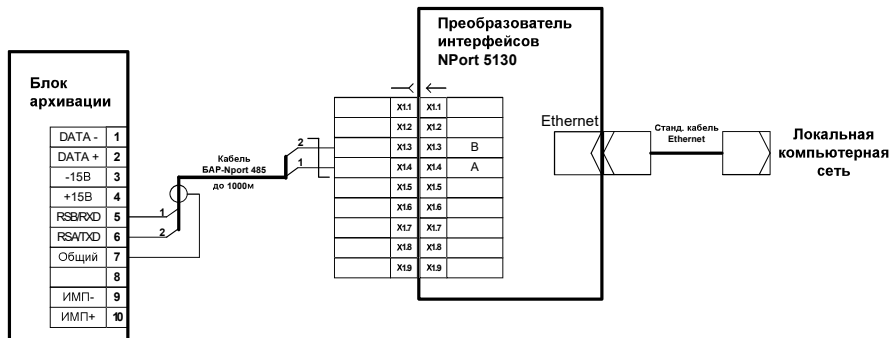 Преобразователь
интерфейсов
NPort 5130
Блок
архивации
DATA - 1
DATA + 2
-15В 3
+15В 4
RSB/RXD 5
RSA/TXD 6
Общий 7
8
ИМП- 9
ИМП+ 10
1
2
Кабель
БАР-Nport 485
до 1000м
2
1
X1.1 X1.1
X1.2 X1.2
X1.3 X1.3 B
X1.4 X1.4 A
X1.5 X1.5
X1.6 X1.6
X1.7 X1.7
X1.8 X1.8
X1.9 X1.9
Ethernet
Станд. кабель
Ethernet
Локальная
компьютерная
сеть